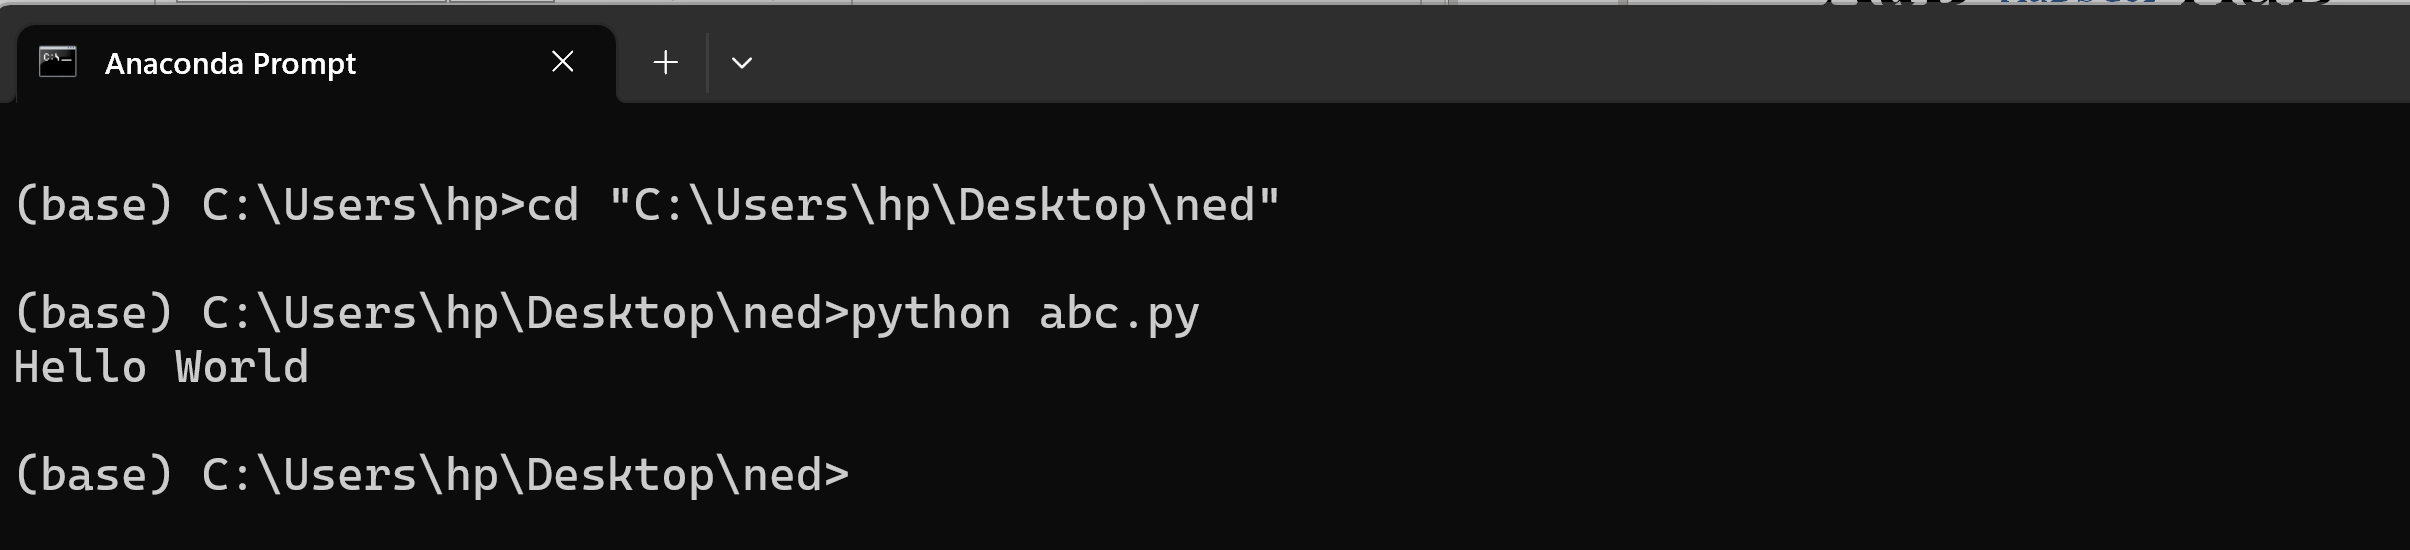 Anaconda Prompt
(base) C:\Users\hp>cd "C:\Users\hp\Desktop\ned"
(base) C:\Users\hp\Desktop\ned>python abc.py
Hello World
(base) C:\Users\hp\Desktop\ned>